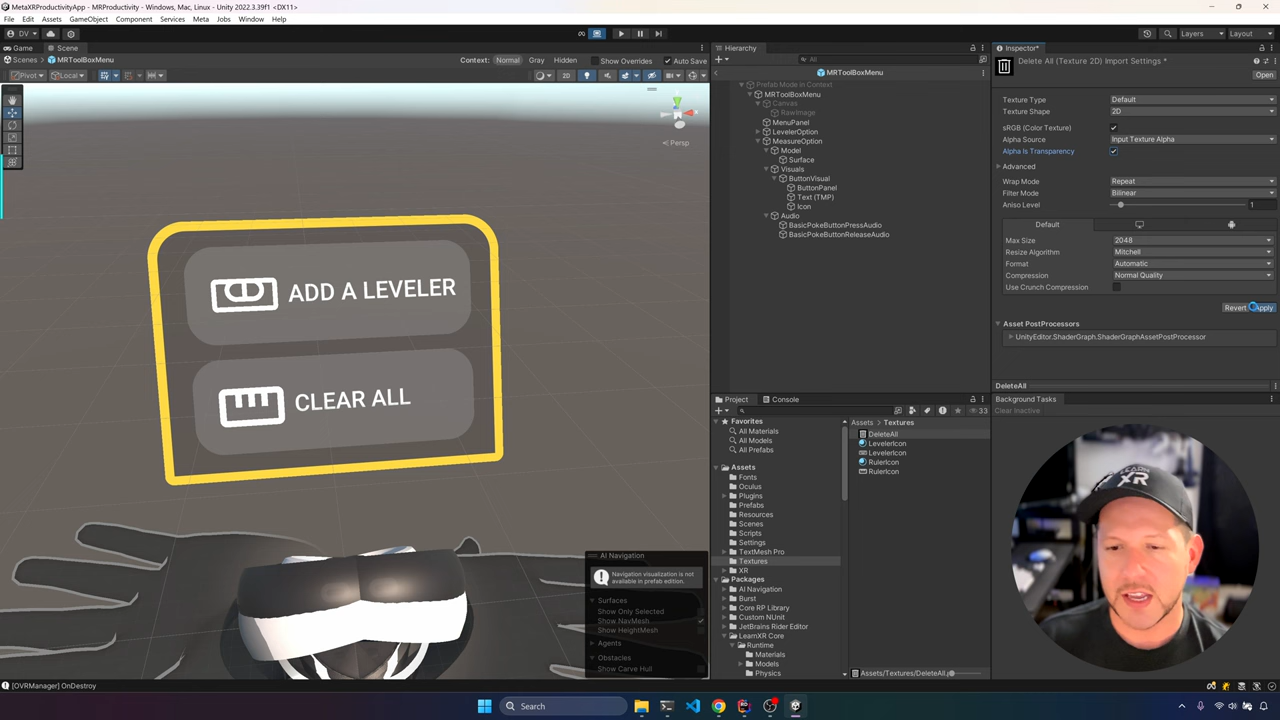 MetaXRProductivityApp - MRProductivity - Windows, Mac, Linux - Unity 2022.3.39f1 <DX11>
File Edit Assets GameObject Component Services Meta Jobs Window Help
DV Layers Layout
Game Scene
Scenes MRToolBoxMenu Context: Normal Gray Hidden Show Overrides Auto Save
Pivot Local 2D
Persp
ADD A LEVELER
CLEAR ALL
AI Navigation
Navigation visualization is not
available in prefab edition.
Surfaces
Show Only Selected
Show NavMesh
Show HeightMesh
Agents
Obstacles
Show Carve Hull
Hierarchy
All
MRToolBoxMenu
Prefab Mode in Context
MRToolBoxMenu
Canvas
RawImage
MenuPanel
LevelerOption
MeasureOption
Model
Surface
Visuals
ButtonVisual
ButtonPanel
Text (TMP)
Icon
Audio
BasicPokeButtonPressAudio
BasicPokeButtonReleaseAudio
Project Console
33
Favorites
All Materials
All Models
All Prefabs
Assets
Fonts
Oculus
Plugins
Prefabs
Resources
Scenes
Scripts
Settings
TextMesh Pro
Textures
XR
Packages
AI Navigation
Burst
Core RP Library
Custom NUnit
JetBrains Rider Editor
LearnXR Core
Runtime
Materials
Models
Physics
Assets Textures
DeleteAll
LevelerIcon
LevelerIcon
RulerIcon
RulerIcon
Assets/Textures/DeleteAll.
Inspector*
Delete All (Texture 2D) Import Settings *
Open
Texture Type Default
Texture Shape 2D
sRGB (Color Texture)
Alpha Source Input Texture Alpha
Alpha Is Transparency
Advanced
Wrap Mode Repeat
Filter Mode Bilinear
Aniso Level 1
Default
Max Size 2048
Resize Algorithm Mitchell
Format Automatic
Compression Normal Quality
Use Crunch Compression
Revert Apply
Asset PostProcessors
UnityEditor.ShaderGraph.ShaderGraphAssetPostProcessor
DeleteAll
Background Tasks
Clear Inactive
XR
[OVRManager] OnDestroy
Search